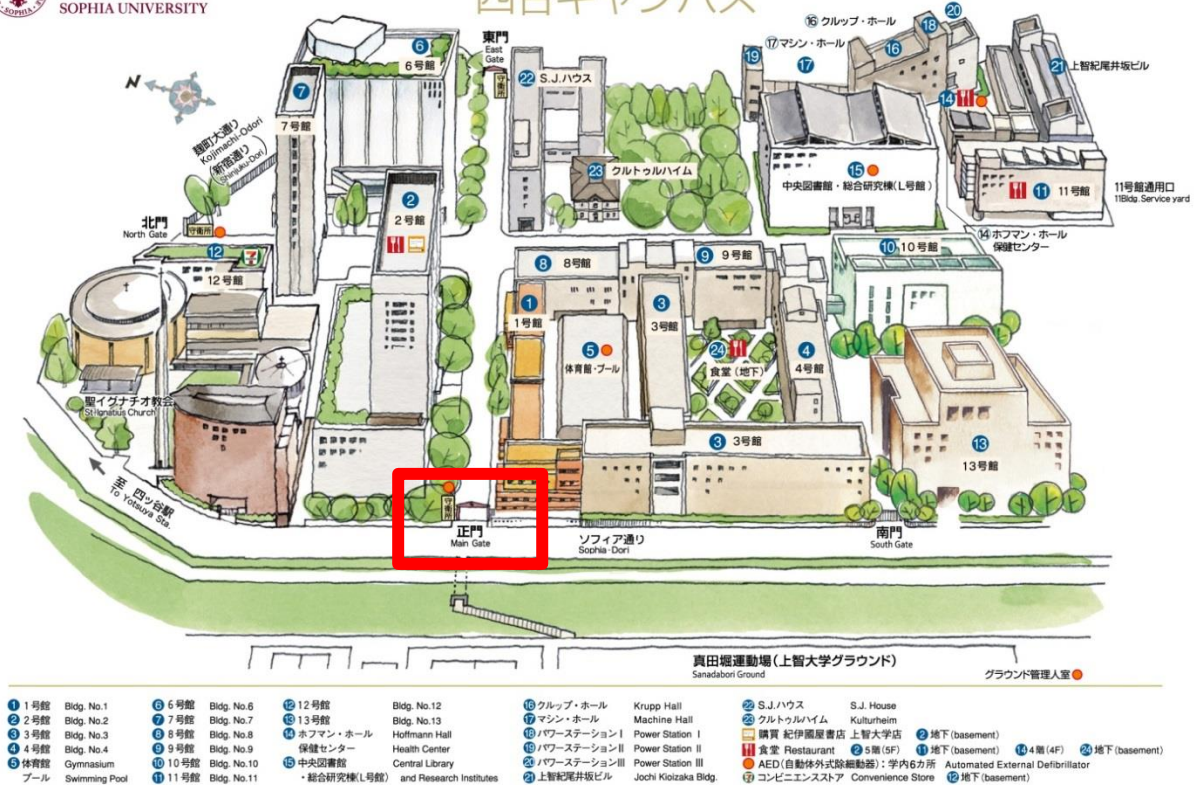 SOPHIA UNIVERSITY
四谷キャンパス
⑯ クルップ・ホール
⑰ マシン・ホール
⑱
⑳
⑯
⑲
⑰
㉑ 上智紀尾井坂ビル
東門
East
Gate
守衛所
⑥
6号館
㉒ S.J.ハウス
N
⑦
7号館
麹町大通り
Kojimachi-Odori
(新宿通り)
(Shinjuku-Dori)
⑭
㉓ クルトゥルハイム
⑮
中央図書館・総合研究棟(L号館)
⑪ 11号館
11号館通用口
11Bldg. Service yard
②
2号館
北門
North Gate
守衛所
⑭ ホフマン・ホール
保健センター
⑫
12号館
⑧ 8号館
⑨ 9号館
⑩ 10号館
①
1号館
③
3号館
⑤
体育館・プール
㉔
食堂 (地下)
④
4号館
聖イグナチオ教会
St-Ignatius Church
③ 3号館
⑬
13号館
至 四ッ谷駅
To Yotsuya Sta.
守衛所
正門
Main Gate
ソフィア通り
Sophia-Dori
南門
South Gate
真田堀運動場(上智大学グラウンド)
Sanadabori Ground
グラウンド管理人室
① 1号館 Bldg. No.1
② 2号館 Bldg. No.2
③ 3号館 Bldg. No.3
④ 4号館 Bldg. No.4
⑤ 体育館 Gymnasium
プール Swimming Pool
⑥ 6号館 Bldg. No.6
⑦ 7号館 Bldg. No.7
⑧ 8号館 Bldg. No.8
⑨ 9号館 Bldg. No.9
⑩ 10号館 Bldg. No.10
⑪ 11号館 Bldg. No.11
⑫ 12号館 Bldg. No.12
⑬ 13号館 Bldg. No.13
⑭ ホフマン・ホール Hoffmann Hall
保健センター Health Center
⑮ 中央図書館 Central Library
・総合研究棟(L号館) and Research Institutes
⑯ クルップ・ホール Krupp Hall
⑰ マシン・ホール Machine Hall
⑱ パワーステーションⅠ Power Station Ⅰ
⑲ パワーステーションⅡ Power Station Ⅱ
⑳ パワーステーションⅢ Power Station Ⅲ
㉑ 上智紀尾井坂ビル Jochi Kioizaka Bldg.
㉒ S.J.ハウス S.J. House
㉓ クルトゥルハイム Kulturheim
購買 紀伊國屋書店 上智大学店 ② 地下 (basement)
食堂 Restaurant ② 5階 (5F) ⑪ 地下 (basement) ⑭ 4階 (4F) ㉔ 地下 (basement)
AED (自動体外式除細動器) : 学内6カ所 Automated External Defibrillator
コンビニエンスストア Convenience Store ⑫ 地下 (basement)